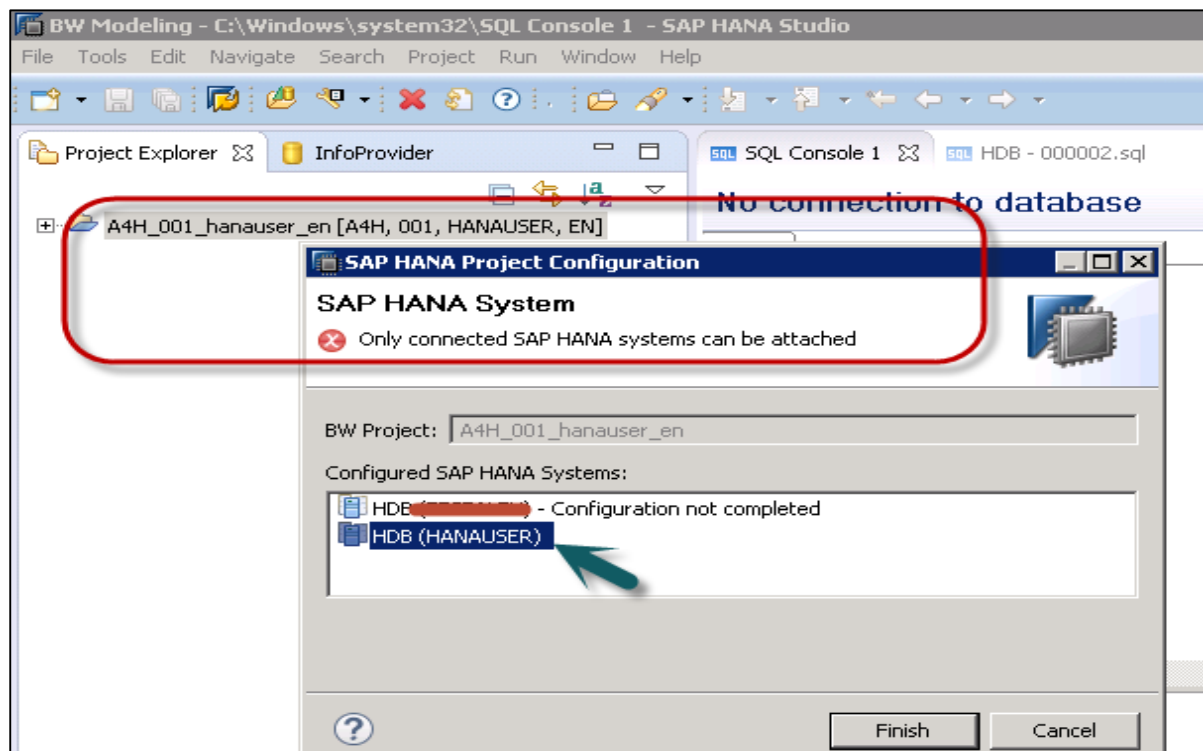 BW Modeling - C:\Windows\system32\SQL Console 1 - SAP HANA Studio
File Tools Edit Navigate Search Project Run Window Help
Project Explorer InfoProvider
SQL SQL Console 1 SQL HDB - 000002.sql
No connection to database
A4H_001_hanauser_en [A4H, 001, HANAUSER, EN]
SAP HANA Project Configuration
SAP HANA System
Only connected SAP HANA systems can be attached
BW Project: A4H_001_hanauser_en
Configured SAP HANA Systems:
HDB - Configuration not completed
HDB (HANAUSER)
Finish Cancel